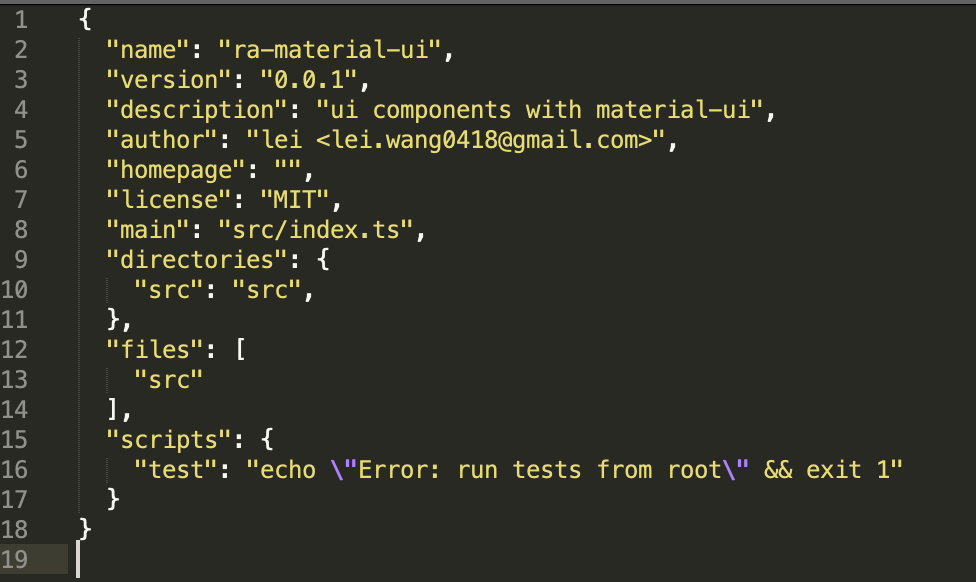 1 {
2 "name": "ra-material-ui",
3 "version": "0.0.1",
4 "description": "ui components with material-ui",
5 "author": "lei <lei.wang0418@gmail.com>",
6 "homepage": "",
7 "license": "MIT",
8 "main": "src/index.ts",
9 "directories": {
10 "src": "src",
11 },
12 "files": [
13 "src"
14 ],
15 "scripts": {
16 "test": "echo \"Error: run tests from root\" && exit 1"
17 }
18 }
19